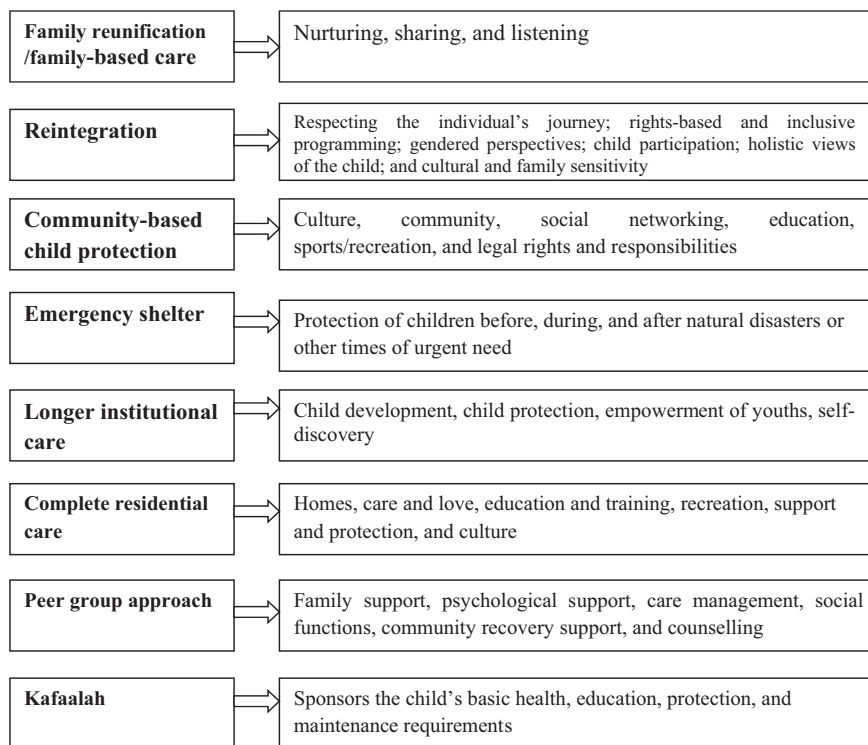 Family reunification
/family-based care
Nurturing, sharing, and listening
Reintegration
Respecting the individual’s journey; rights-based and inclusive
programming; gendered perspectives; child participation; holistic views
of the child; and cultural and family sensitivity
Community-based
child protection
Culture, community, social networking, education,
sports/recreation, and legal rights and responsibilities
Emergency shelter
Protection of children before, during, and after natural disasters or
other times of urgent need
Longer institutional
care
Child development, child protection, empowerment of youths, self-
discovery
Complete residential
care
Homes, care and love, education and training, recreation, support
and protection, and culture
Peer group approach
Family support, psychological support, care management, social
functions, community recovery support, and counselling
Kafaalah
Sponsors the child’s basic health, education, protection, and
maintenance requirements